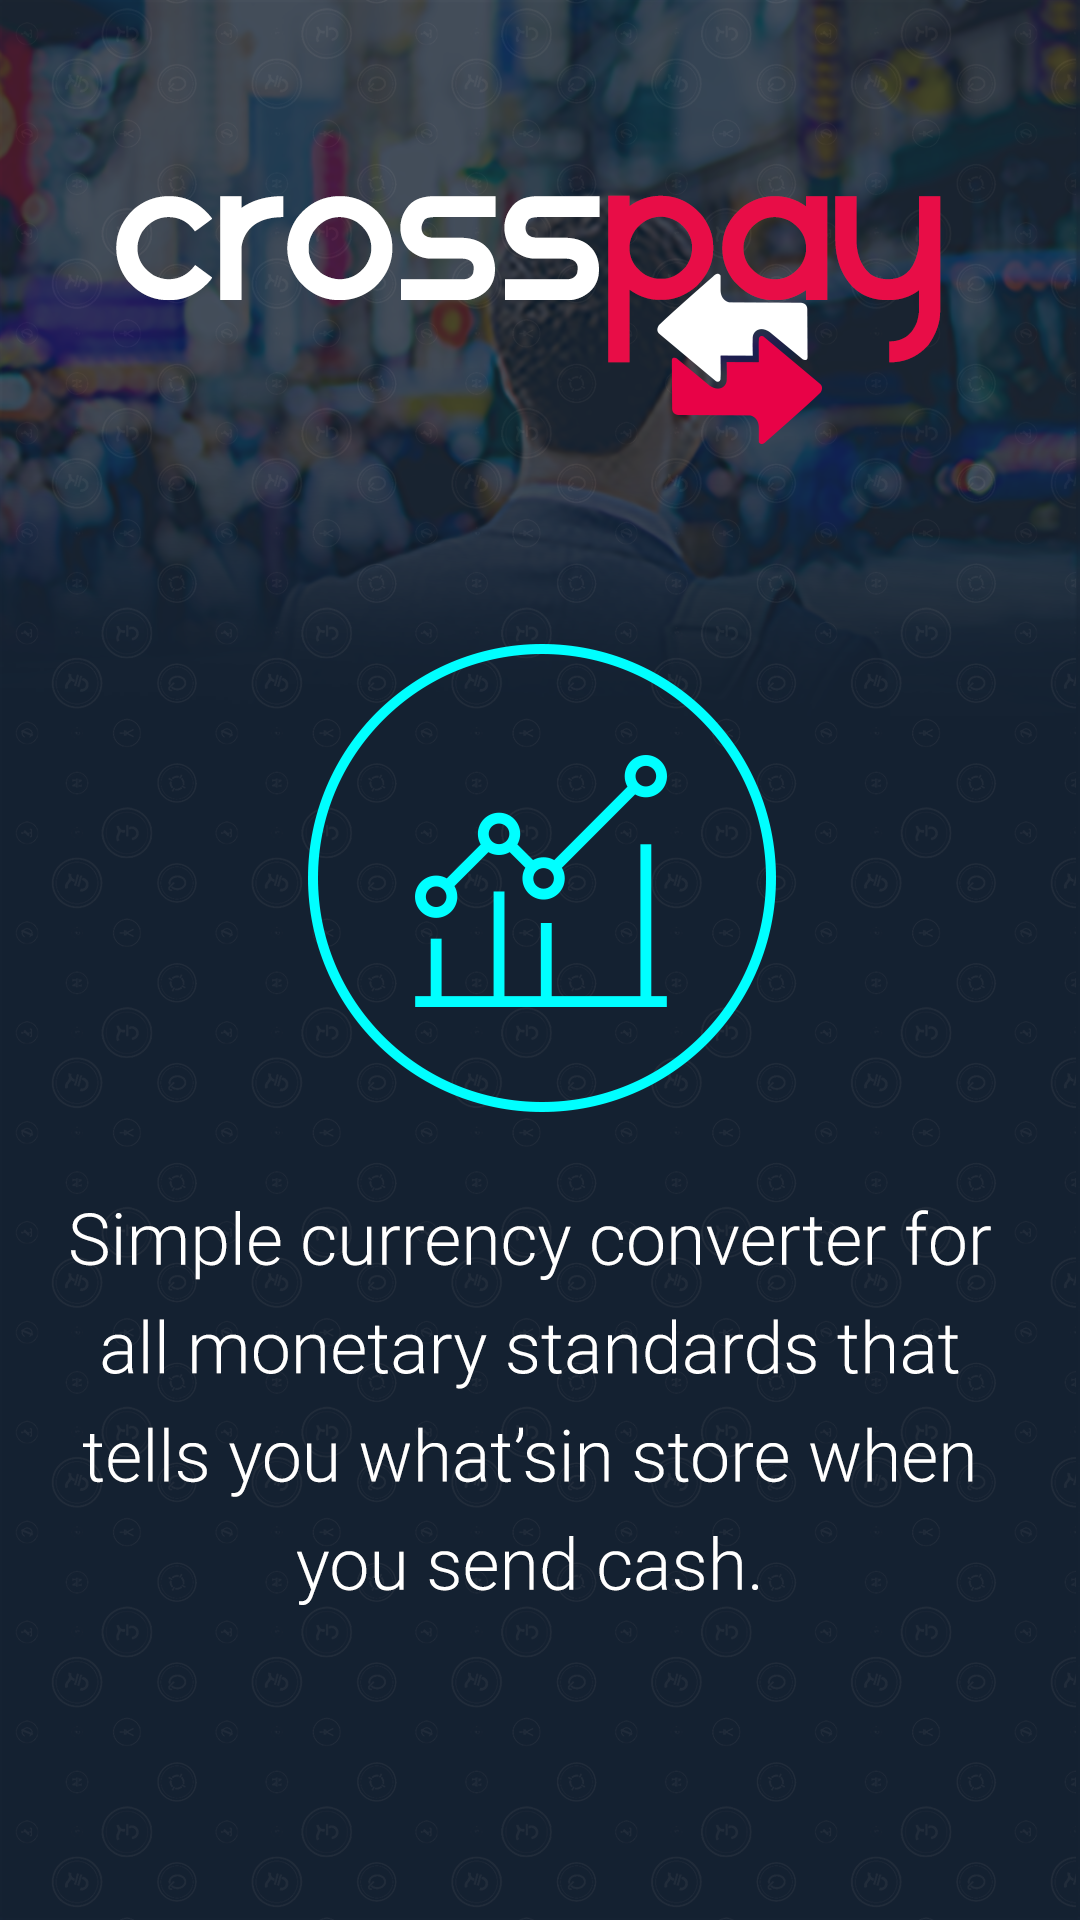 crosspay
Simple currency converter for
all monetary standards that
tells you what’sin store when
you send cash.